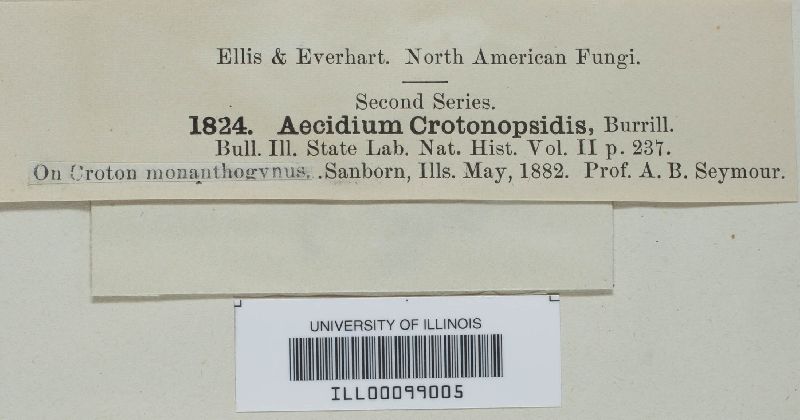 Ellis & Everhart. North American Fungi.
Second Series.
1824. Aecidium Crotonopsidis, Burrill.
Bull. Ill. State Lab. Nat. Hist. Vol. II p. 237.
On Croton monanthogynus, .Sanborn, Ills. May, 1882. Prof. A. B. Seymour.
UNIVERSITY OF ILLINOIS
ILL00099005